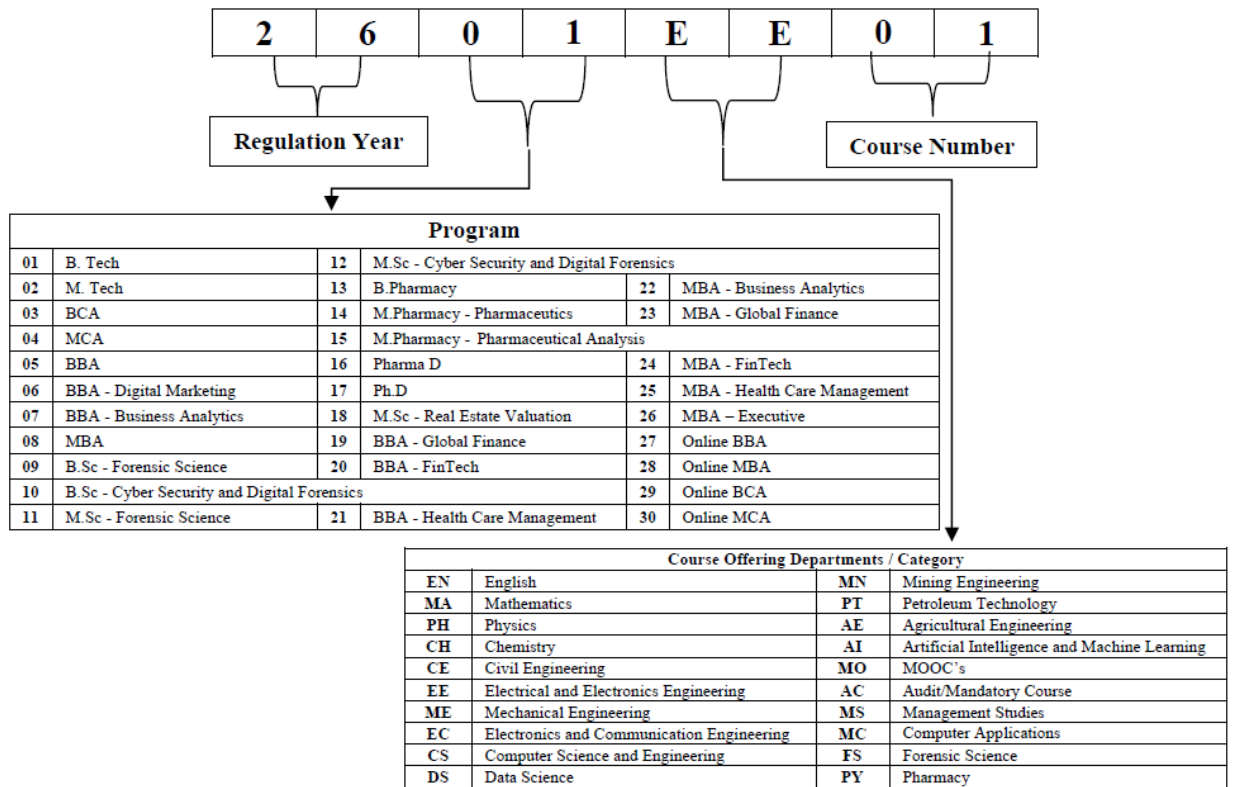 2 6 0 1 E E 0 1
Regulation Year
Course Number
Program
01 B. Tech 12 M.Sc - Cyber Security and Digital Forensics
02 M. Tech 13 B.Pharmacy 22 MBA - Business Analytics
03 BCA 14 M.Pharmacy - Pharmaceutics 23 MBA - Global Finance
04 MCA 15 M.Pharmacy - Pharmaceutical Analysis
05 BBA 16 Pharma D 24 MBA - FinTech
06 BBA - Digital Marketing 17 Ph.D 25 MBA - Health Care Management
07 BBA - Business Analytics 18 M.Sc - Real Estate Valuation 26 MBA – Executive
08 MBA 19 BBA - Global Finance 27 Online BBA
09 B.Sc - Forensic Science 20 BBA - FinTech 28 Online MBA
10 B.Sc - Cyber Security and Digital Forensics 29 Online BCA
11 M.Sc - Forensic Science 21 BBA - Health Care Management 30 Online MCA
Course Offering Departments / Category
EN English MN Mining Engineering
MA Mathematics PT Petroleum Technology
PH Physics AE Agricultural Engineering
CH Chemistry AI Artificial Intelligence and Machine Learning
CE Civil Engineering MO MOOC's
EE Electrical and Electronics Engineering AC Audit/Mandatory Course
ME Mechanical Engineering MS Management Studies
EC Electronics and Communication Engineering MC Computer Applications
CS Computer Science and Engineering FS Forensic Science
DS Data Science PY Pharmacy